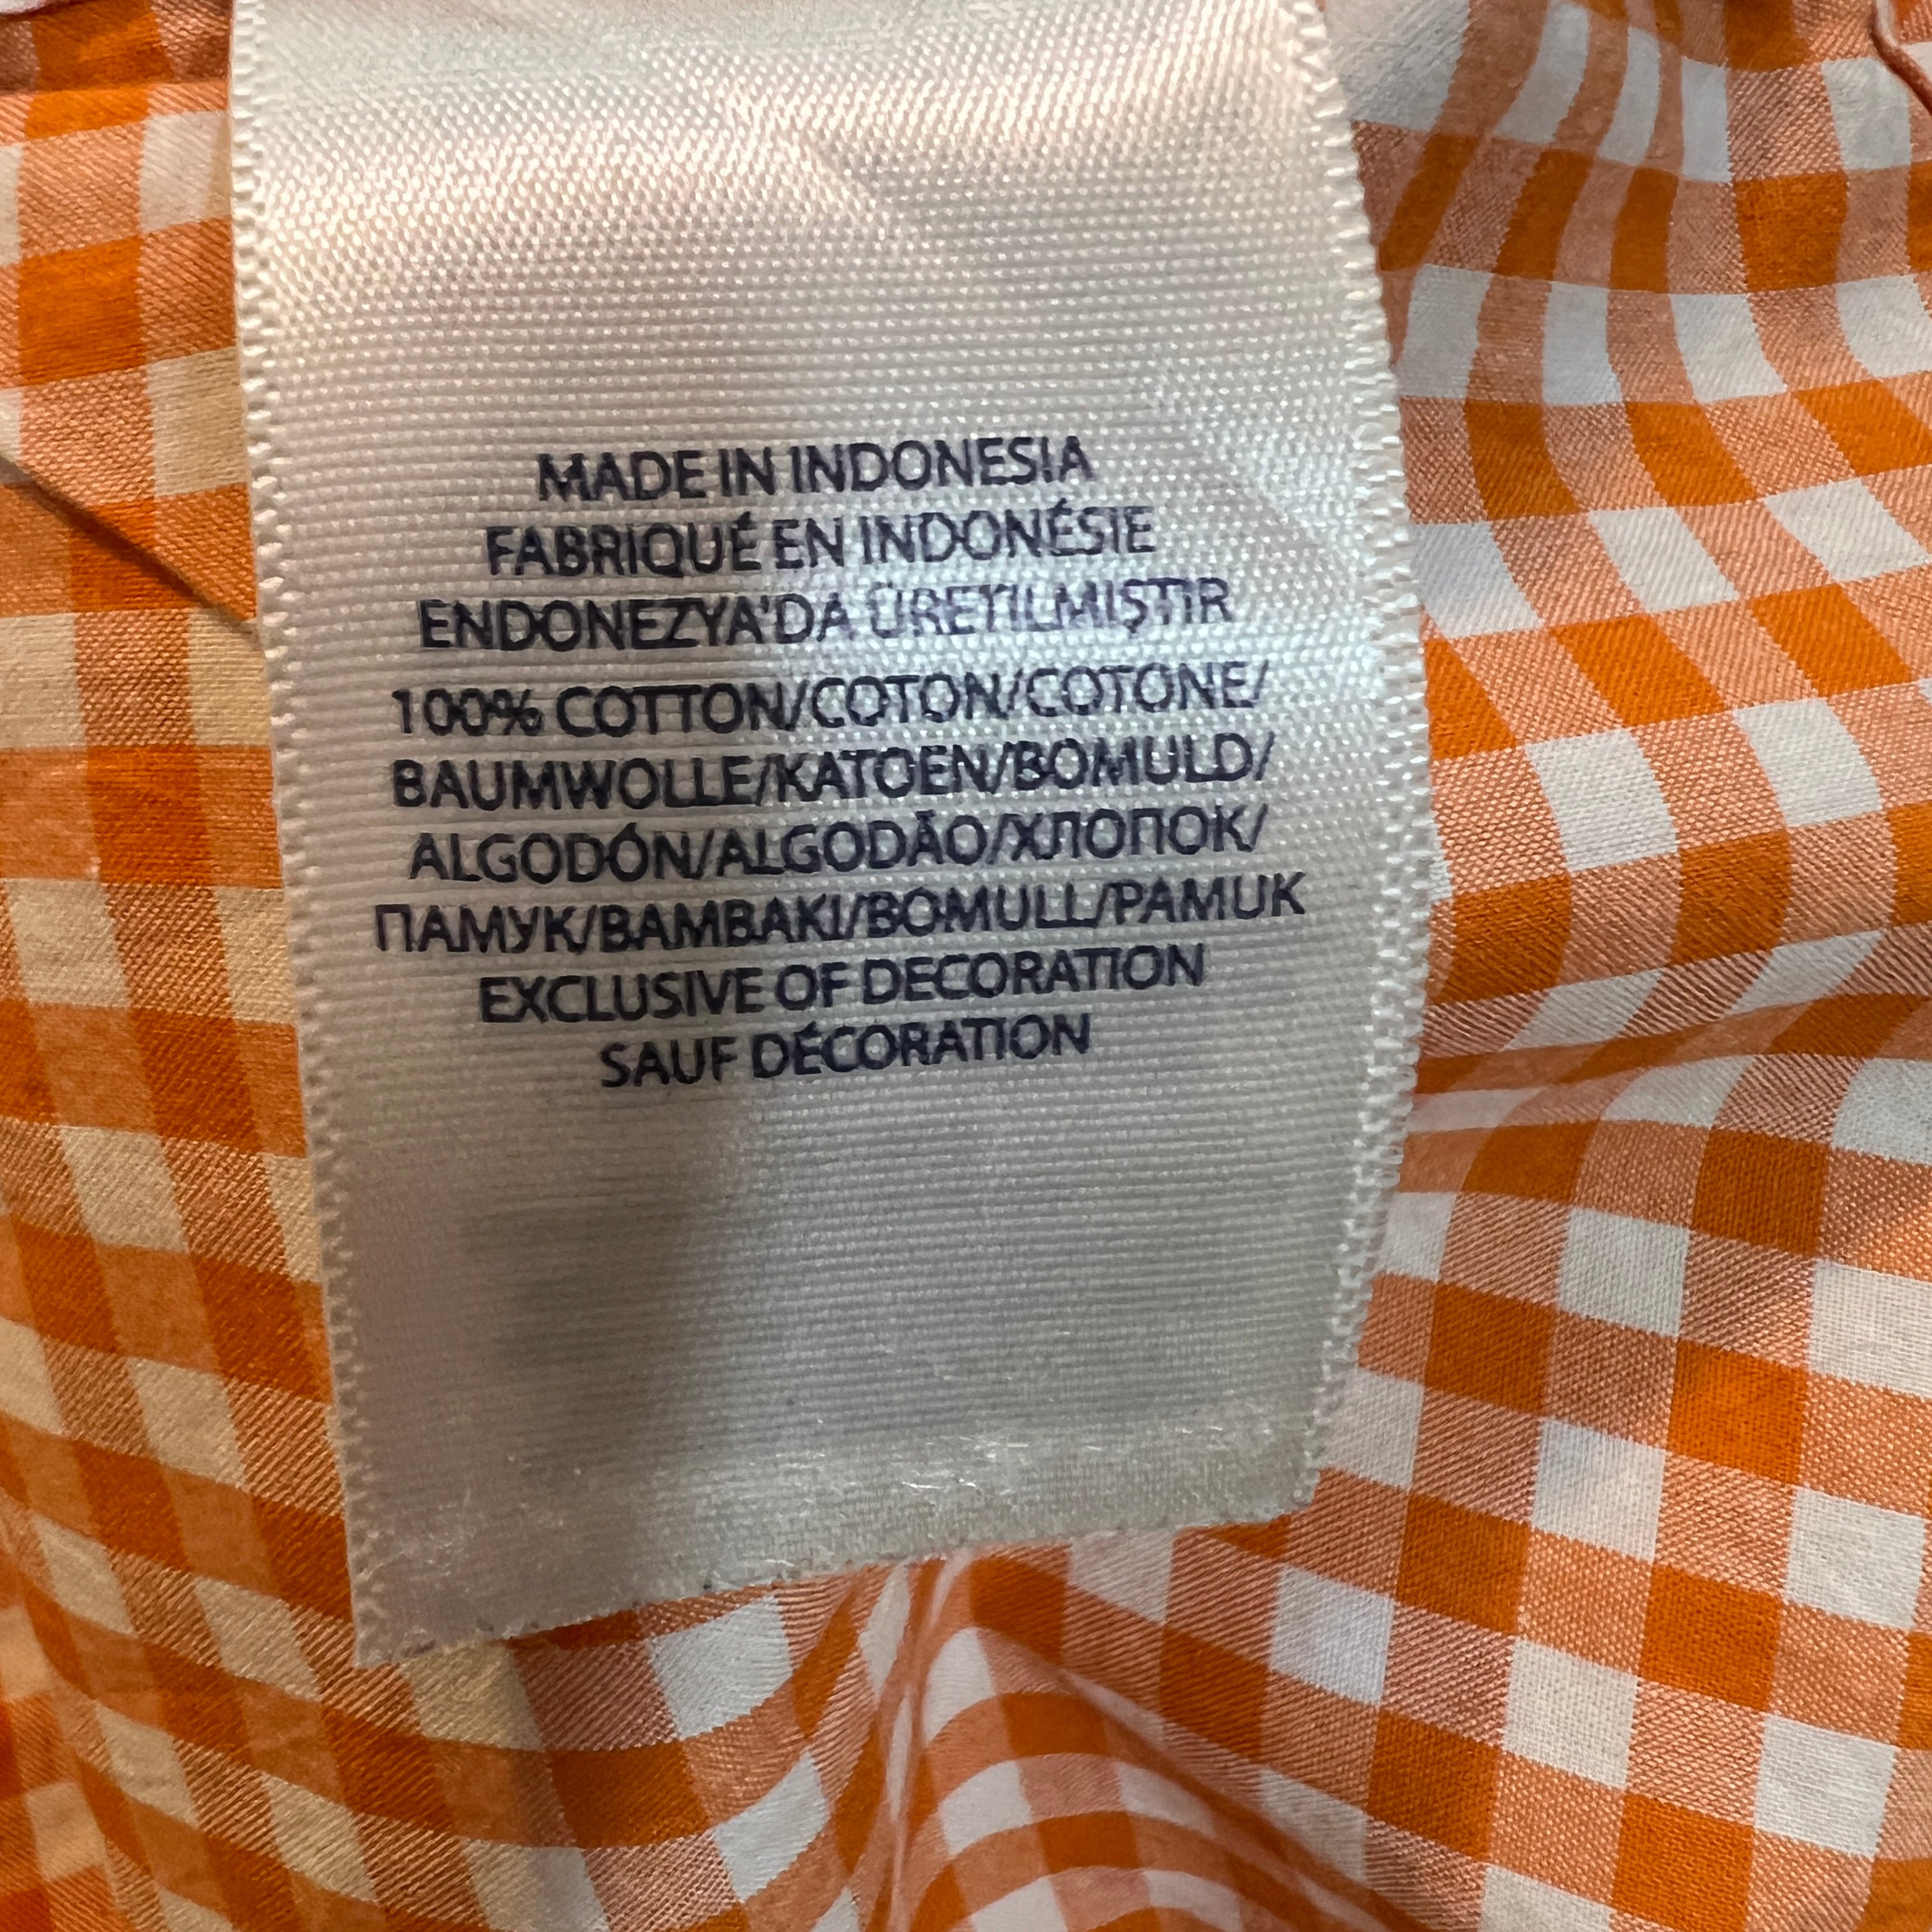 MADE IN INDONESIA
FABRIQUÉ EN INDONÉSIE
ENDONEZYA'DA ÜRETILMIŞTIR
100% COTTON/COTON/COTONE/
BAUMWOLLE/KATOEN/BOMULD/
ALGODÓN/ALGODÃO/ХЛОПОК/
ПАМУК/BAMBAKI/BOMULL/PAMUK
EXCLUSIVE OF DECORATION
SAUF DÉCORATION